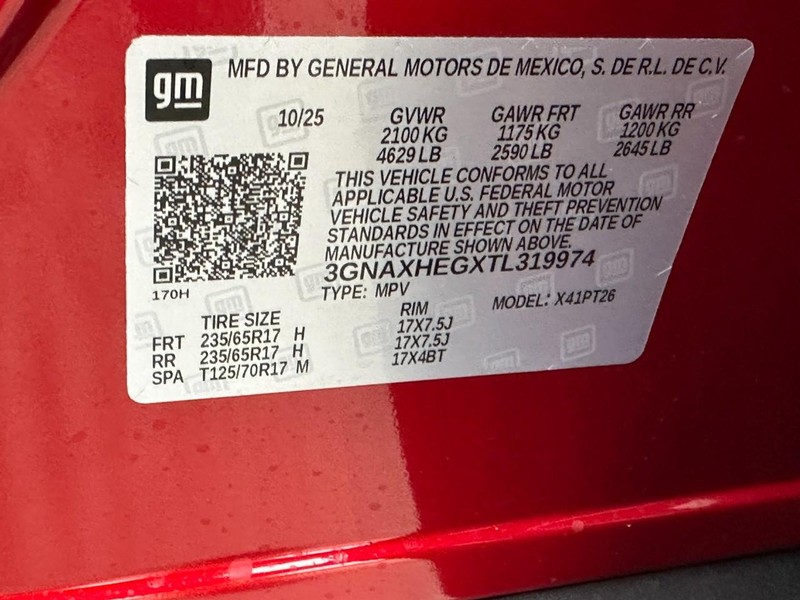 gm MFD BY GENERAL MOTORS DE MEXICO, S. DE R.L. DE C.V.
10/25 GVWR GAWR FRT GAWR RR
2100 KG 1175 KG 1200 KG
4629 LB 2590 LB 2645 LB
THIS VEHICLE CONFORMS TO ALL
APPLICABLE U.S. FEDERAL MOTOR
VEHICLE SAFETY AND THEFT PREVENTION
STANDARDS IN EFFECT ON THE DATE OF
MANUFACTURE SHOWN ABOVE.
3GNAXHEGXTL319974
170H
TYPE: MPV MODEL: X41PT26
TIRE SIZE RIM
FRT 235/65R17 H 17X7.5J
RR 235/65R17 H 17X7.5J
SPA T125/70R17 M 17X4BT